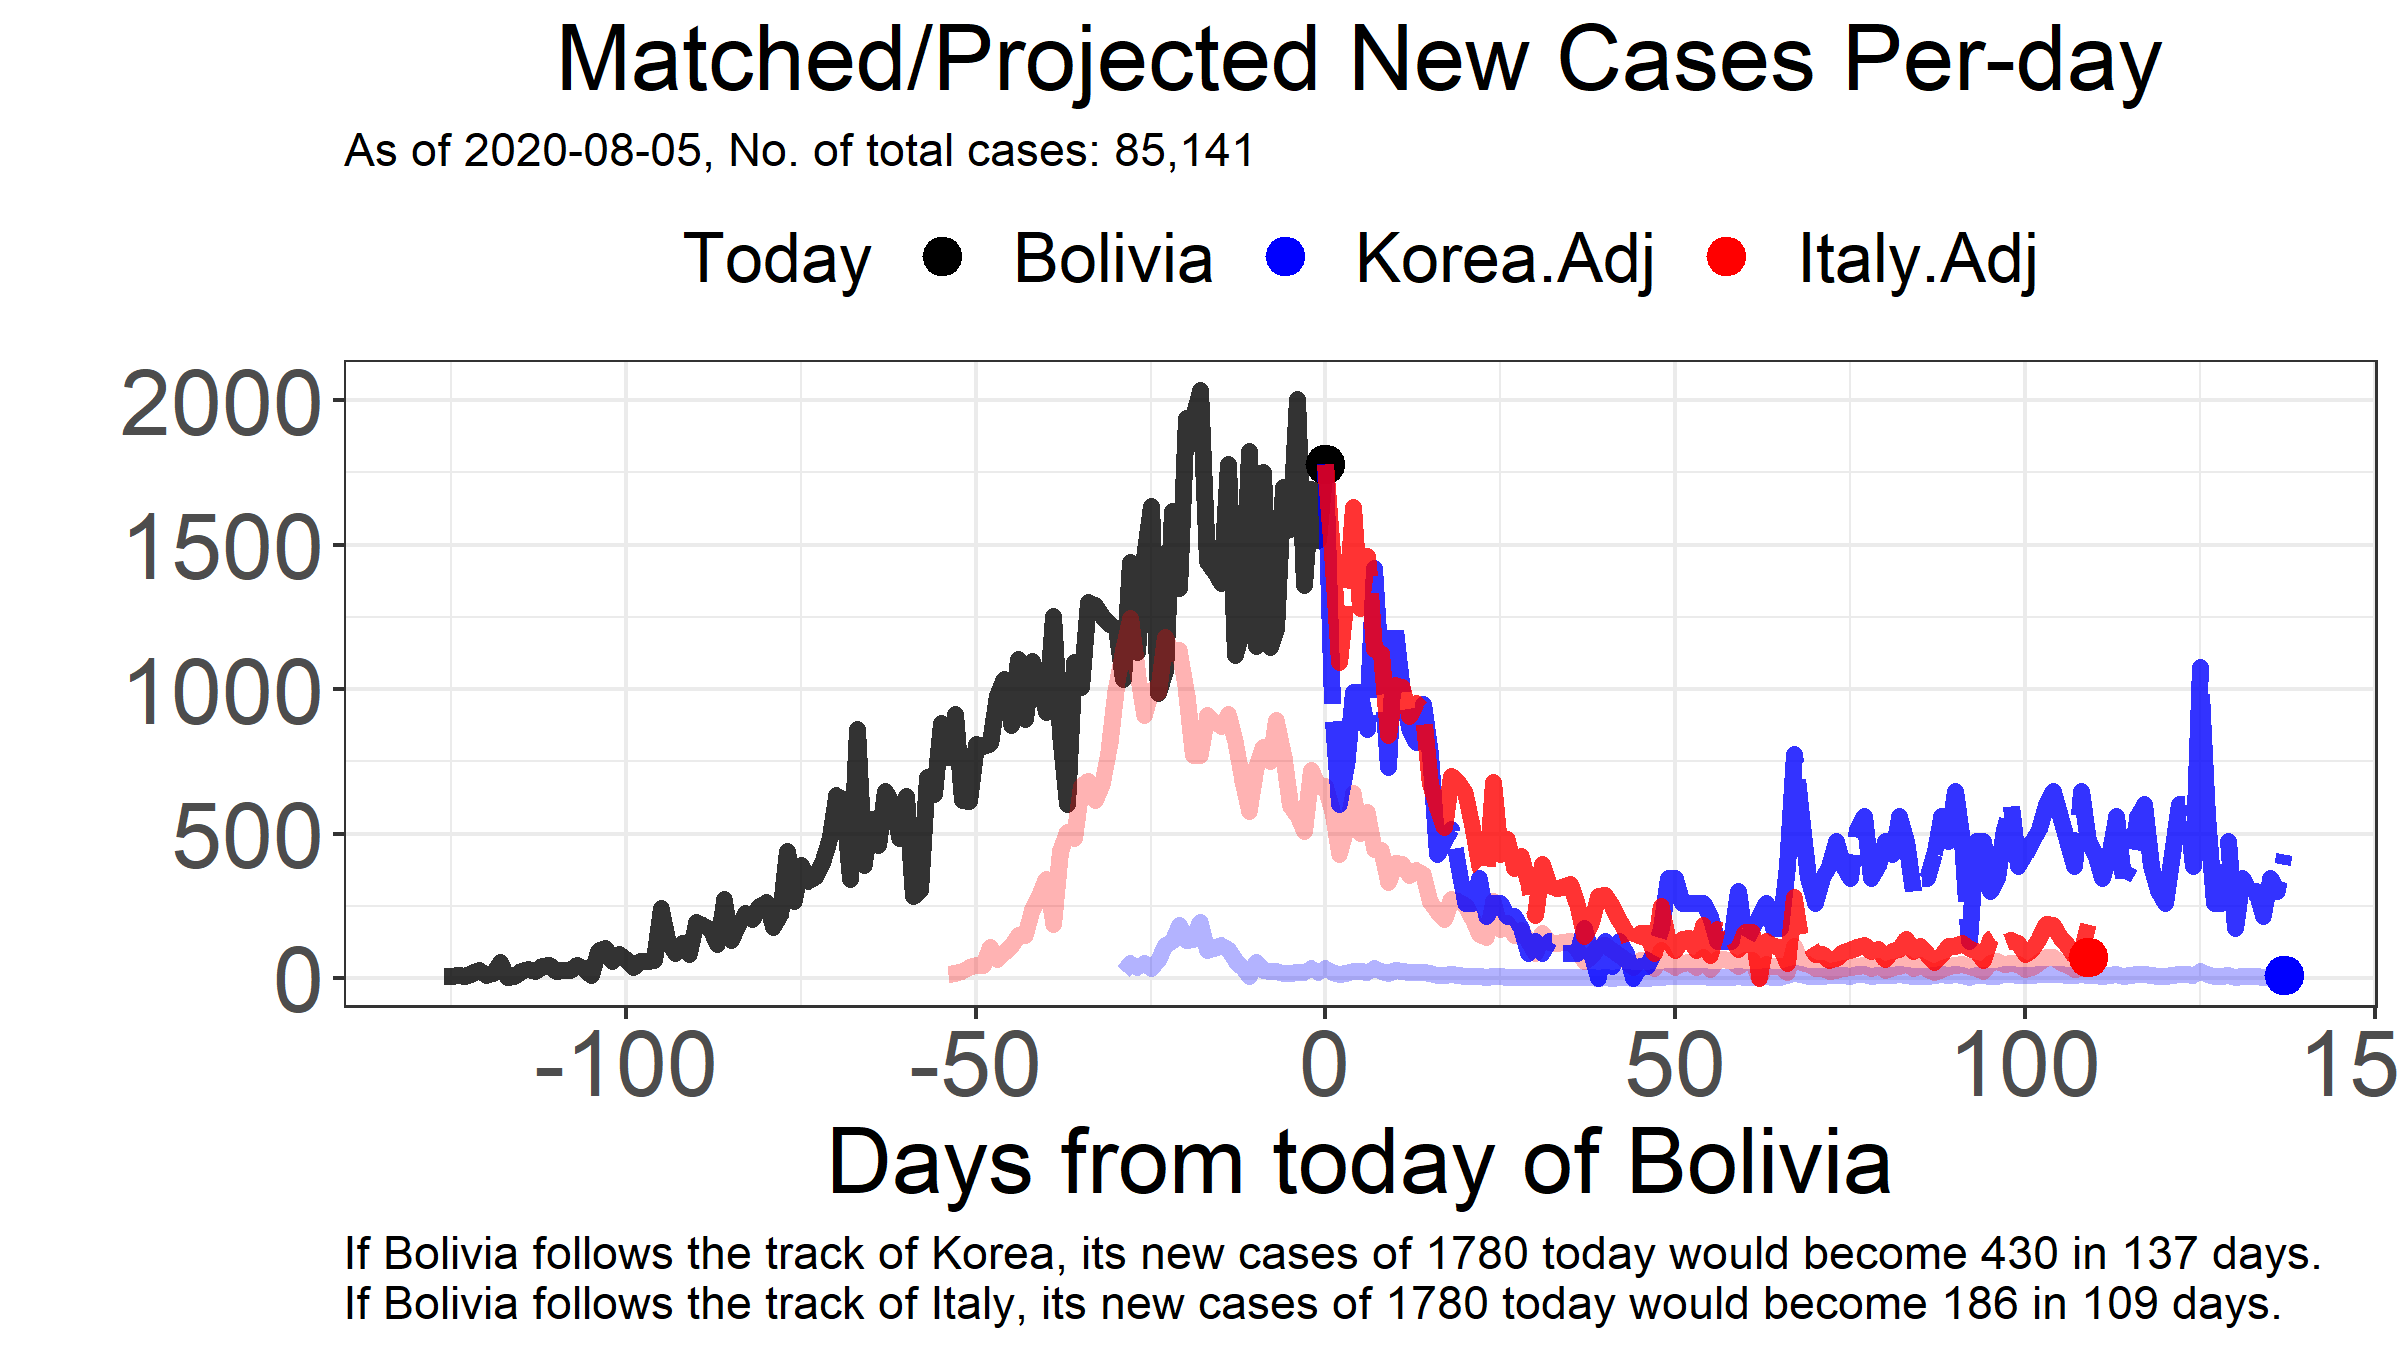 Matched/Projected New Cases Per-day
As of 2020-08-05, No. of total cases: 85,141
Today Bolivia Korea.Adj Italy.Adj
2000
1500
1000
500
0
-100 -50 0 50 100 15
Days from today of Bolivia
If Bolivia follows the track of Korea, its new cases of 1780 today would become 430 in 137 days.
If Bolivia follows the track of Italy, its new cases of 1780 today would become 186 in 109 days.